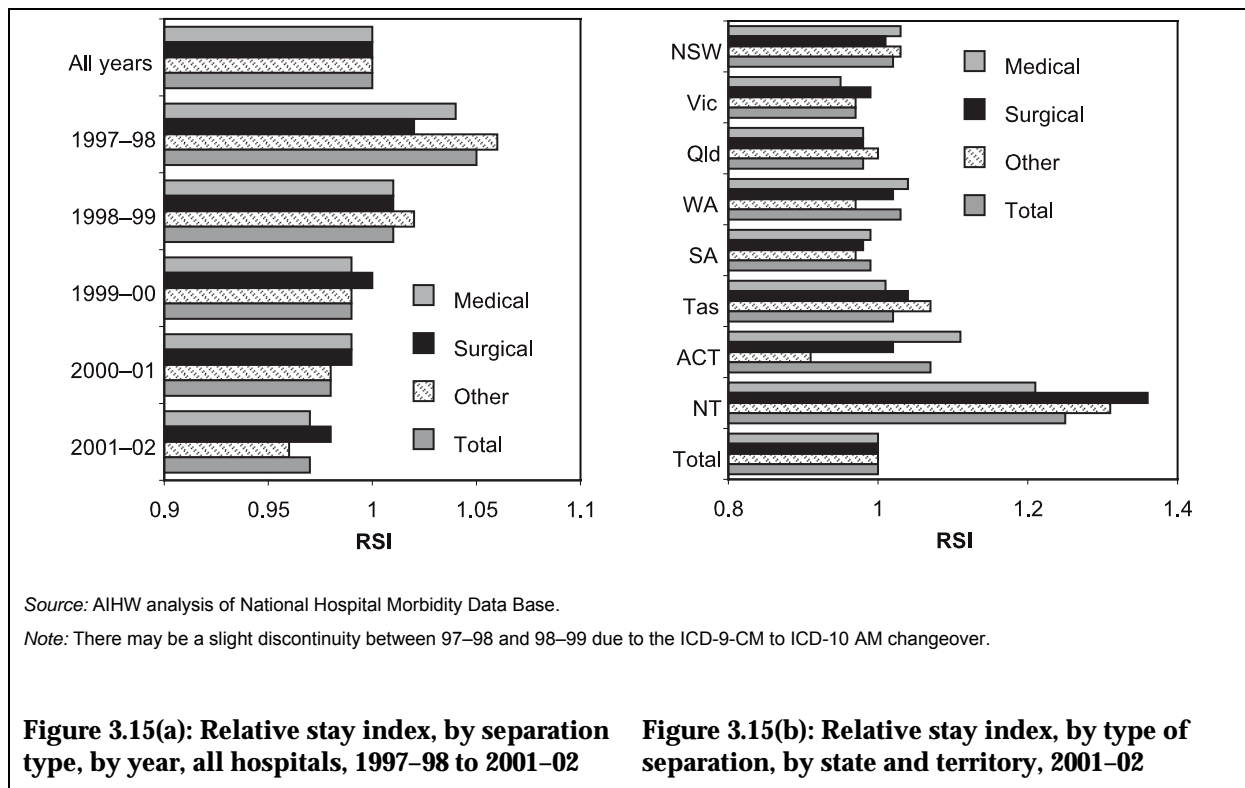 All years
1997–98
1998–99
1999–00
2000–01
2001–02
Medical
Surgical
Other
Total
0.9 0.95 1 1.05 1.1
RSI
NSW
Vic
Qld
WA
SA
Tas
ACT
NT
Total
Medical
Surgical
Other
Total
0.8 1 1.2 1.4
RSI
Source: AIHW analysis of National Hospital Morbidity Data Base.
Note: There may be a slight discontinuity between 97–98 and 98–99 due to the ICD-9-CM to ICD-10 AM changeover.
Figure 3.15(a): Relative stay index, by separation
type, by year, all hospitals, 1997–98 to 2001–02
Figure 3.15(b): Relative stay index, by type of
separation, by state and territory, 2001–02